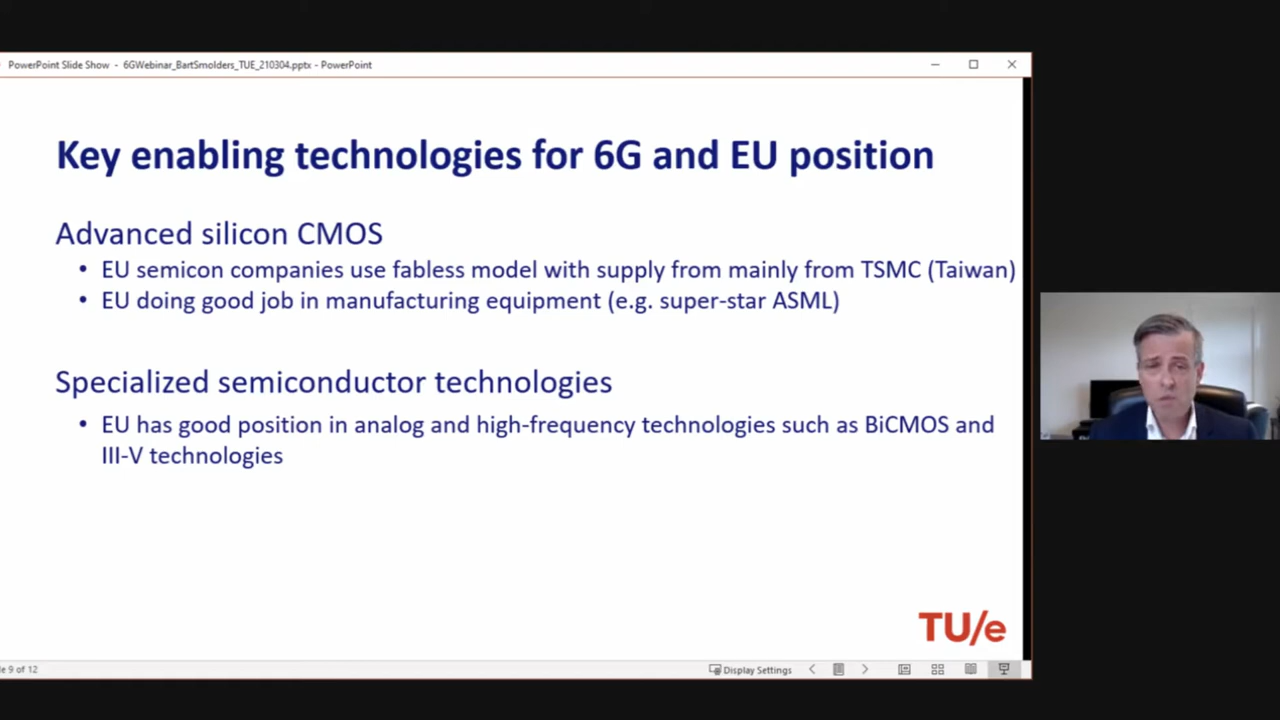 PowerPoint Slide Show - 6GWebinar_BartSmolders_TUE_210304.pptx - PowerPoint
Key enabling technologies for 6G and EU position
Advanced silicon CMOS
• EU semicon companies use fabless model with supply from mainly from TSMC (Taiwan)
• EU doing good job in manufacturing equipment (e.g. super-star ASML)
Specialized semiconductor technologies
• EU has good position in analog and high-frequency technologies such as BiCMOS and
III-V technologies
TU/e
le 9 of 12
Display Settings